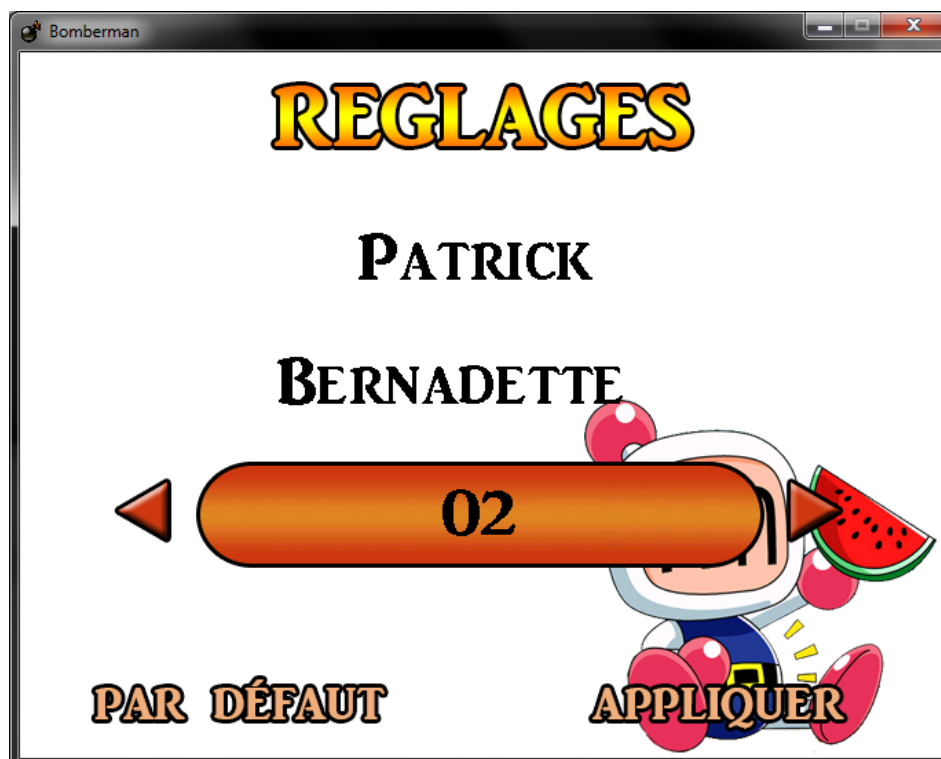 Bomberman
REGLAGES
PATRICK
BERNADETTE
02
PAR DÉFAUT
APPLIQUER